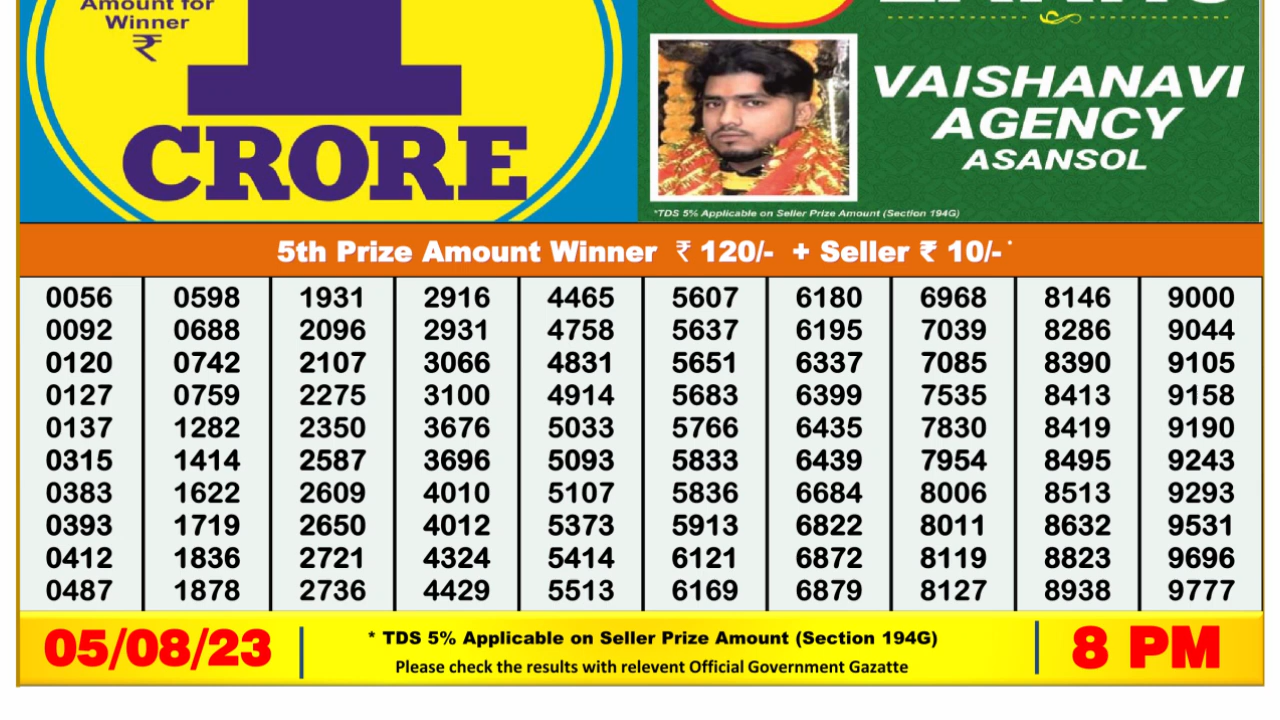 Amount for
Winner
₹
1
CRORE
VAISHANAVI
AGENCY
ASANSOL
*TDS 5% Applicable on Seller Prize Amount (Section 194G)
5th Prize Amount Winner ₹ 120/- + Seller ₹ 10/-*
0056 0598 1931 2916 4465 5607 6180 6968 8146 9000
0092 0688 2096 2931 4758 5637 6195 7039 8286 9044
0120 0742 2107 3066 4831 5651 6337 7085 8390 9105
0127 0759 2275 3100 4914 5683 6399 7535 8413 9158
0137 1282 2350 3676 5033 5766 6435 7830 8419 9190
0315 1414 2587 3696 5093 5833 6439 7954 8495 9243
0383 1622 2609 4010 5107 5836 6684 8006 8513 9293
0393 1719 2650 4012 5373 5913 6822 8011 8632 9531
0412 1836 2721 4324 5414 6121 6872 8119 8823 9696
0487 1878 2736 4429 5513 6169 6879 8127 8938 9777
05/08/23
* TDS 5% Applicable on Seller Prize Amount (Section 194G)
Please check the results with relevent Official Government Gazatte
8 PM